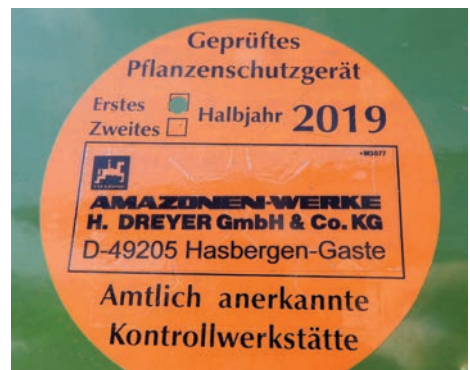 Geprüftes
Pflanzenschutzgerät
Erstes
Zweites
Halbjahr 2019
AMAZONEN-WERKE
H. DREYER GmbH & Co. KG
D-49205 Hasbergen-Gaste
Amtlich anerkannte
Kontrollwerkstätte